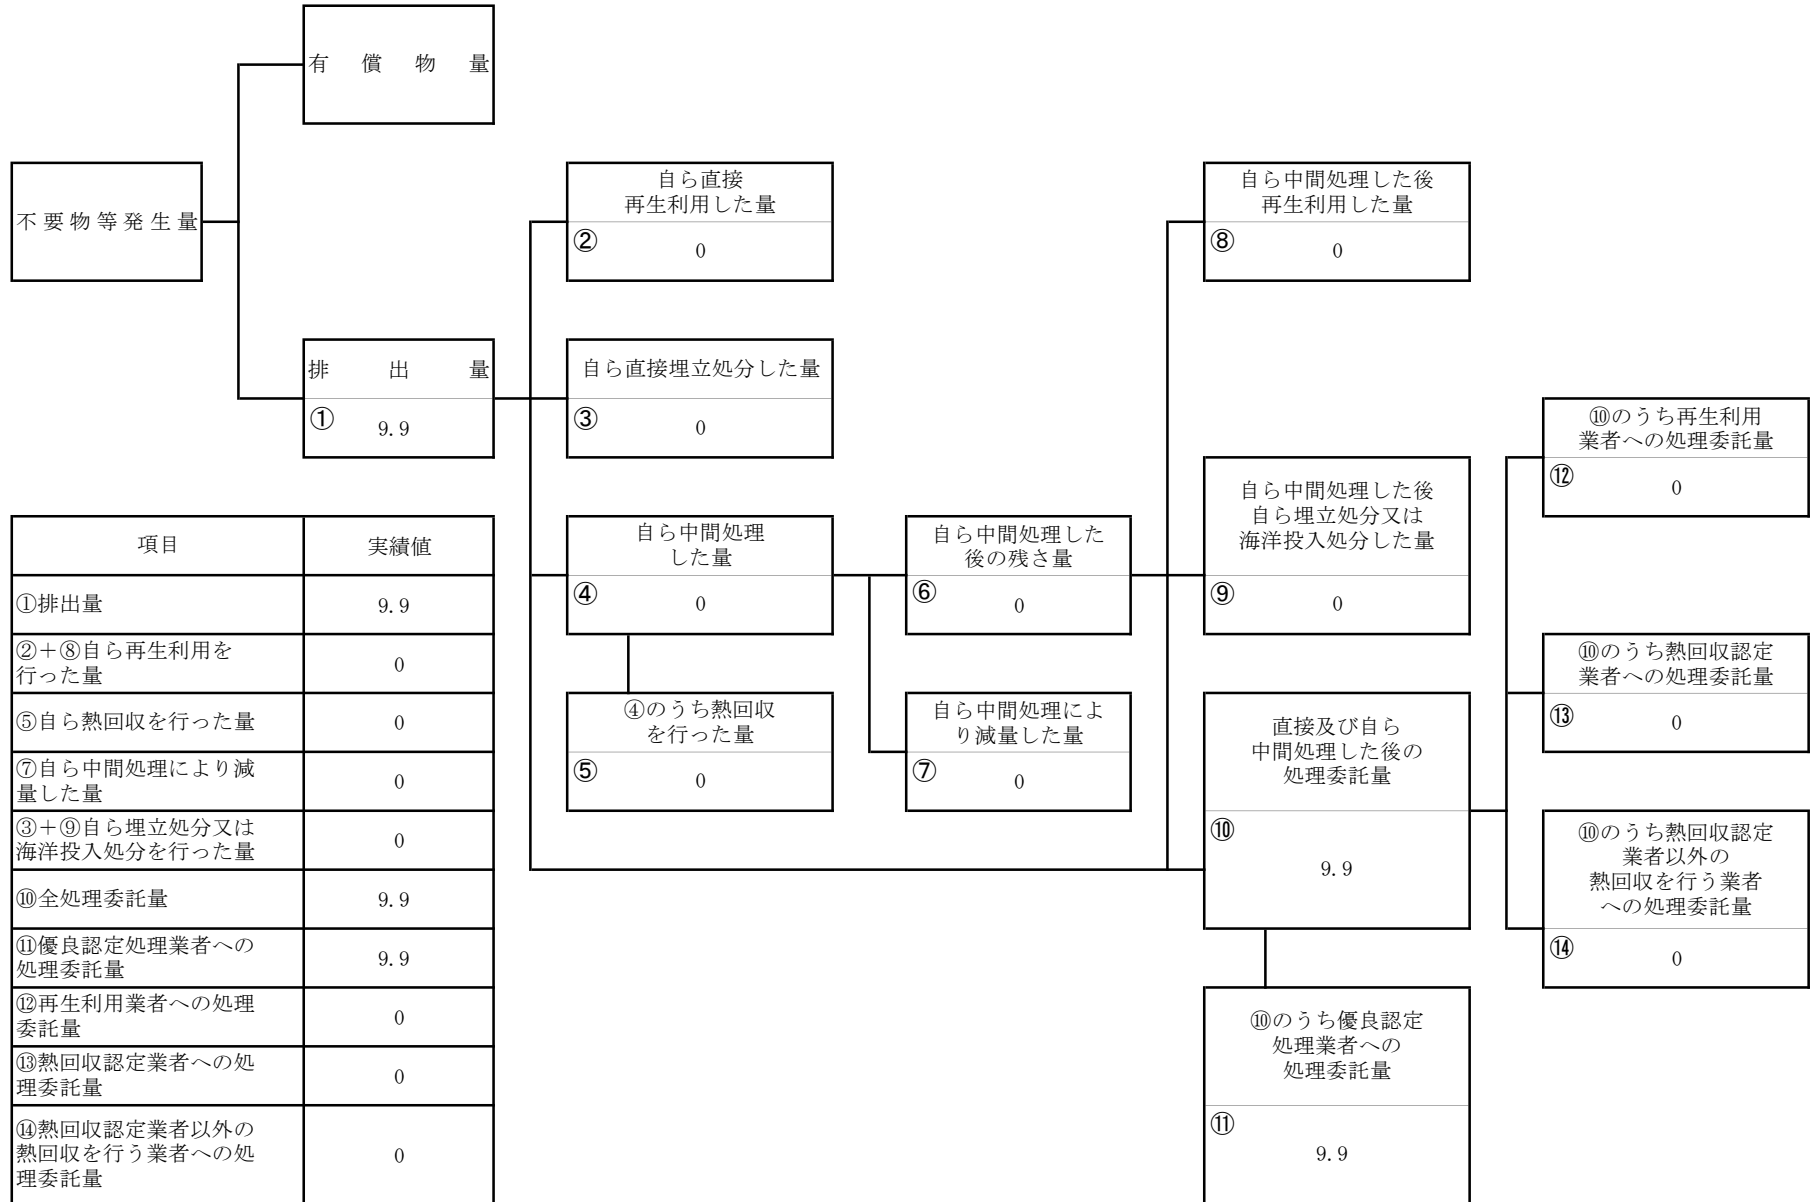 有償物量
不要物等発生量
自ら直接
再生利用した量
②
0
自ら中間処理した後
再生利用した量
⑧
0
排出量
①
9.9
自ら直接埋立処分した量
③
0
⑩のうち再生利用
業者への処理委託量
⑫
0
自ら中間処理した後
自ら埋立処分又は
海洋投入処分した量
⑨
0
自ら中間処理
した量
④
0
自ら中間処理した
後の残さ量
⑥
0
⑩のうち熱回収認定
業者への処理委託量
⑬
0
④のうち熱回収
を行った量
⑤
0
自ら中間処理によ
り減量した量
⑦
0
直接及び自ら
中間処理した後の
処理委託量
⑩
9.9
⑩のうち熱回収認定
業者以外の
熱回収を行う業者
への処理委託量
⑭
0
⑩のうち優良認定
処理業者への
処理委託量
⑪
9.9
項目 実績値
①排出量 9.9
②+⑧自ら再生利用を
行った量 0
⑤自ら熱回収を行った量 0
⑦自ら中間処理により減
量した量 0
③+⑨自ら埋立処分又は
海洋投入処分を行った量 0
⑩全処理委託量 9.9
⑪優良認定処理業者への
処理委託量 9.9
⑫再生利用業者への処理
委託量 0
⑬熱回収認定業者への処
理委託量 0
⑭熱回収認定業者以外の
熱回収を行う業者への処
理委託量 0